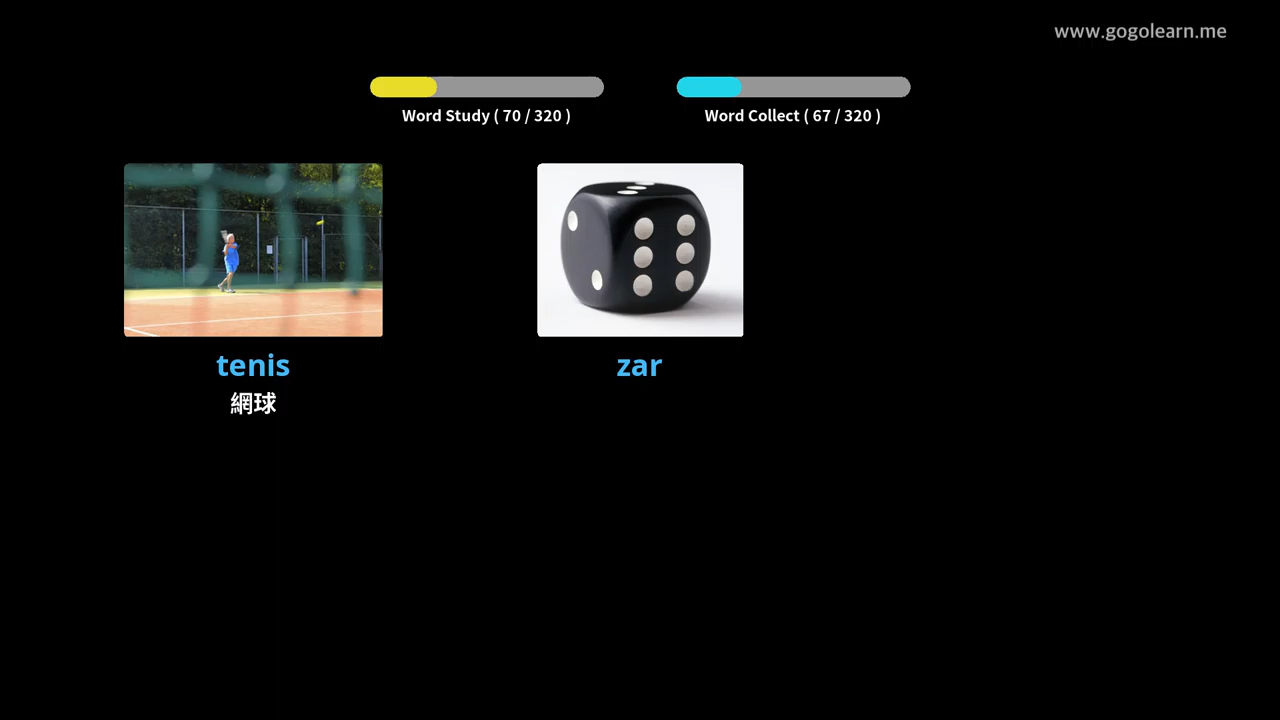 www.gogolearn.me
Word Study ( 70 / 320 )
Word Collect ( 67 / 320 )
tenis
網球
zar